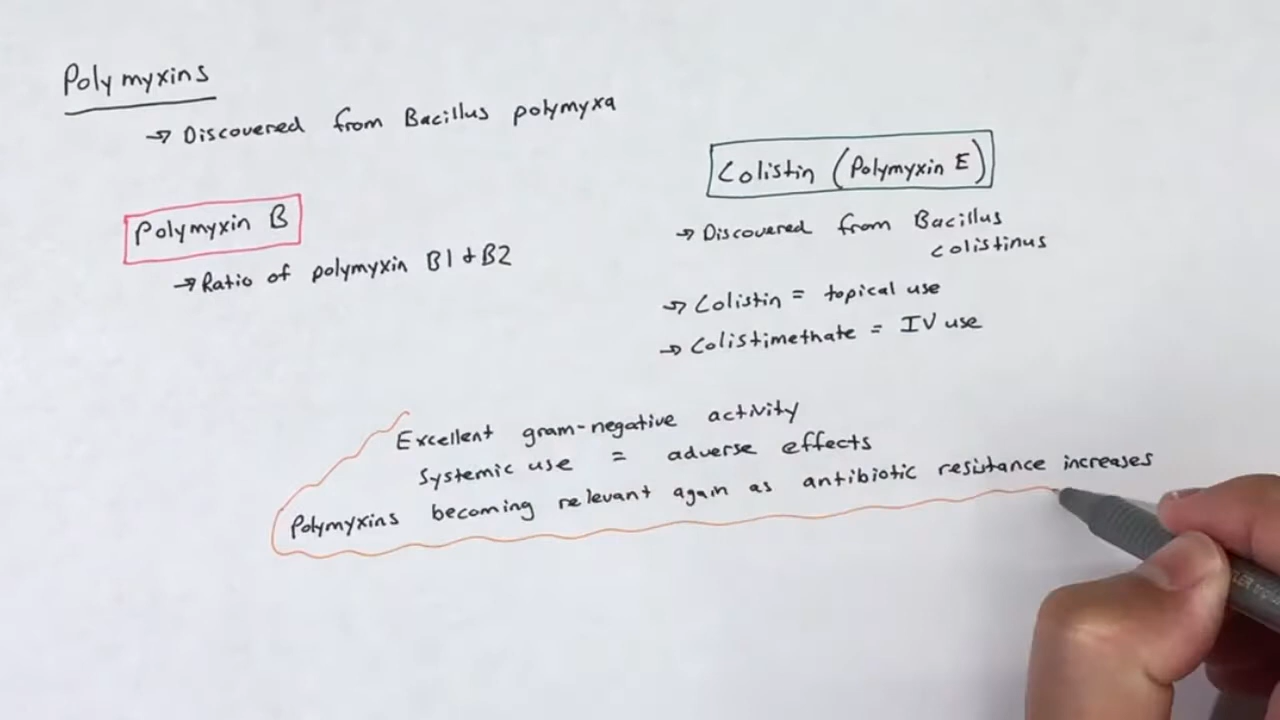 Polymyxins
→ Discovered from Bacillus polymyxa
Polymyxin B
→ Ratio of polymyxin B1 & B2
Colistin (Polymyxin E)
→ Discovered from Bacillus
colistinus
→ Colistin = topical use
→ Colistimethate = IV use
Excellent gram-negative activity
Systemic use = adverse effects
Polymyxins becoming relevant again as antibiotic resistance increases